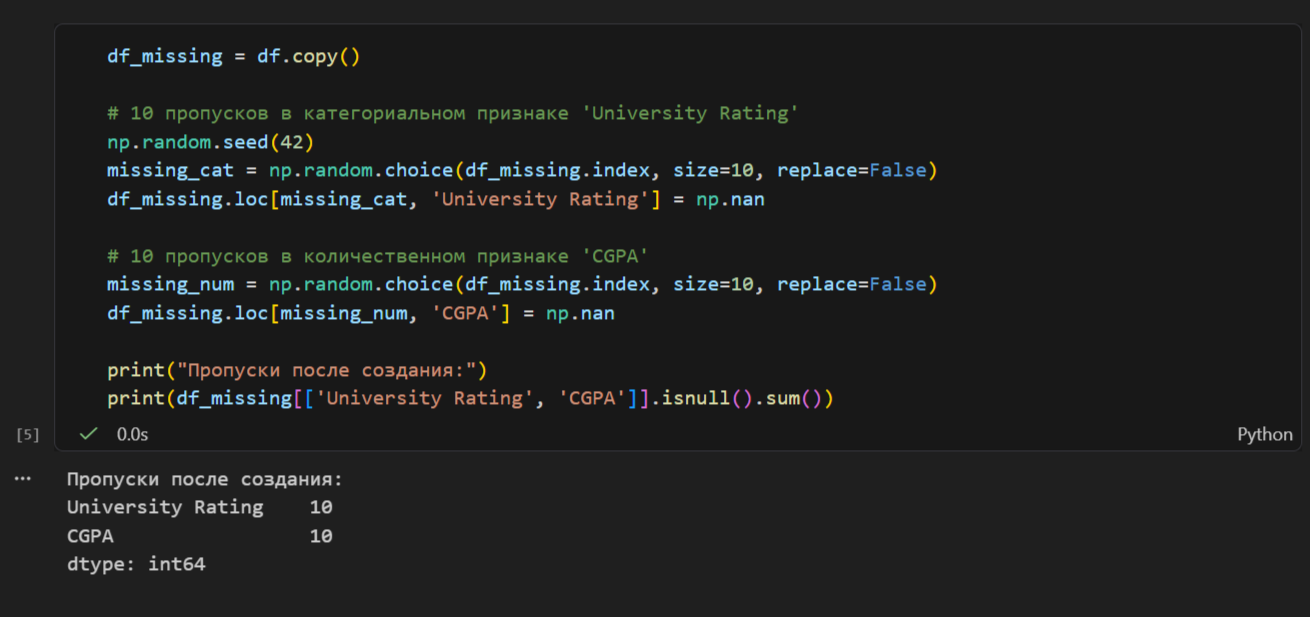 df_missing = df.copy()
# 10 пропусков в категориальном признаке 'University Rating'
np.random.seed(42)
missing_cat = np.random.choice(df_missing.index, size=10, replace=False)
df_missing.loc[missing_cat, 'University Rating'] = np.nan
# 10 пропусков в количественном признаке 'CGPA'
missing_num = np.random.choice(df_missing.index, size=10, replace=False)
df_missing.loc[missing_num, 'CGPA'] = np.nan
print("Пропуски после создания:")
print(df_missing[['University Rating', 'CGPA']].isnull().sum())
[5] 0.0s Python
Пропуски после создания:
University Rating 10
CGPA 10
dtype: int64